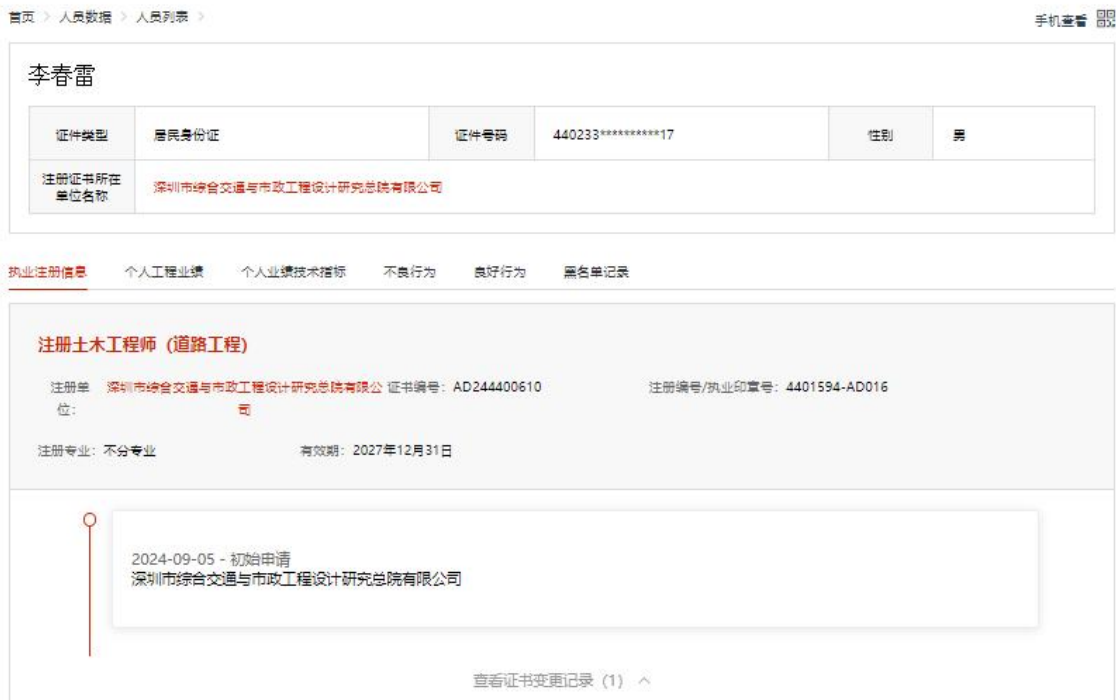 首页 > 人员数据 > 人员列表 >
手机查看
李春雷
证件类型 居民身份证 证件号码 440233**********17 性别 男
注册证书所在
单位名称
深圳市综合交通与市政工程设计研究总院有限公司
执业注册信息 个人工程业绩 个人业绩技术指标 不良行为 良好行为 黑名单记录
注册土木工程师（道路工程）
注册单位： 深圳市综合交通与市政工程设计研究总院有限公司 证书编号：AD244400610 注册编号/执业印章号：4401594-AD016
注册专业：不分专业 有效期：2027年12月31日
2024-09-05 - 初始申请
深圳市综合交通与市政工程设计研究总院有限公司
查看证书变更记录（1）